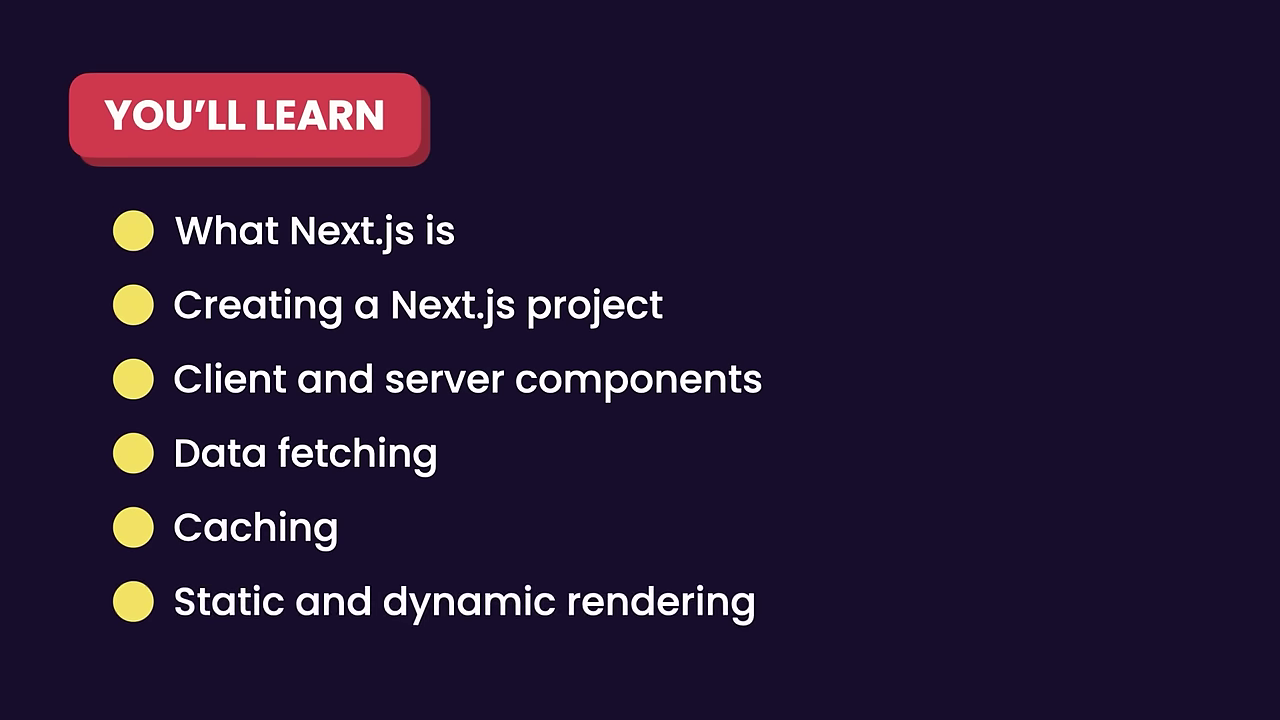 YOU’LL LEARN
What Next.js is
Creating a Next.js project
Client and server components
Data fetching
Caching
Static and dynamic rendering